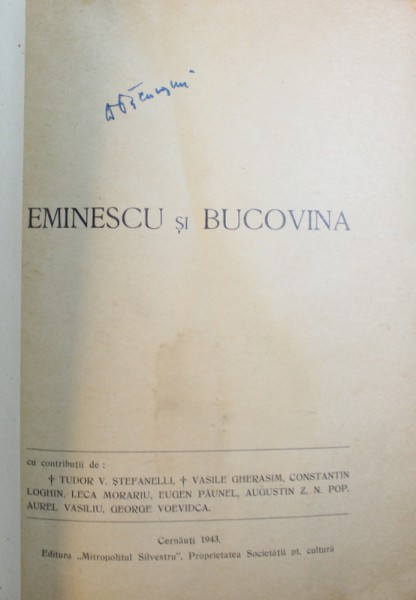 EMINESCU și BUCOVINA
cu contribuții de :
† TUDOR V. ȘTEFANELLI, † VASILE GHERASIM, CONSTANTIN
LOGHIN, LECA MORARIU, EUGEN PĂUNEL, AUGUSTIN Z. N. POP,
AUREL VASILIU, GEORGE VOEVIDCA.
Cernăuți 1943,
Editura „Mitropolitul Silvestru”, Proprietatea Societății pt. cultură